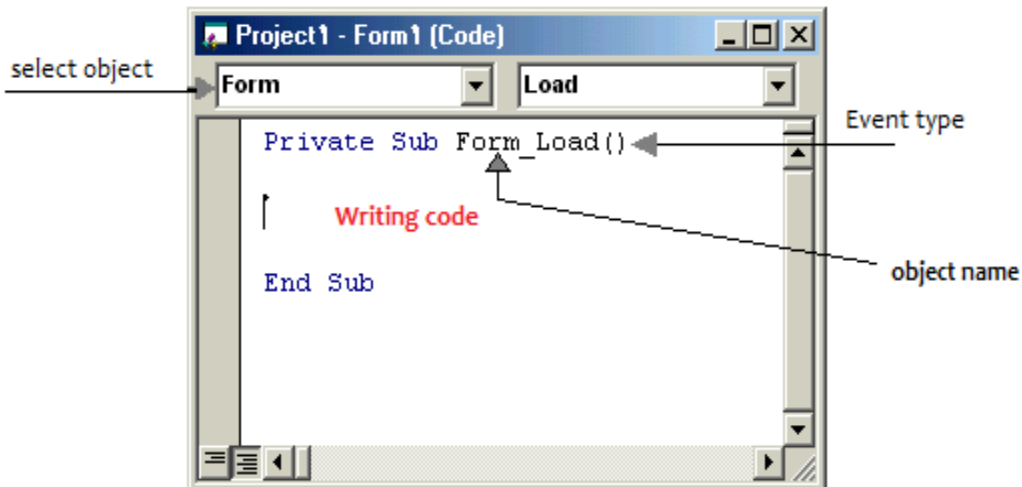 Project1 - Form1 (Code)
select object
Form
Load
Event type
Private Sub Form_Load()
Writing code
object name
End Sub